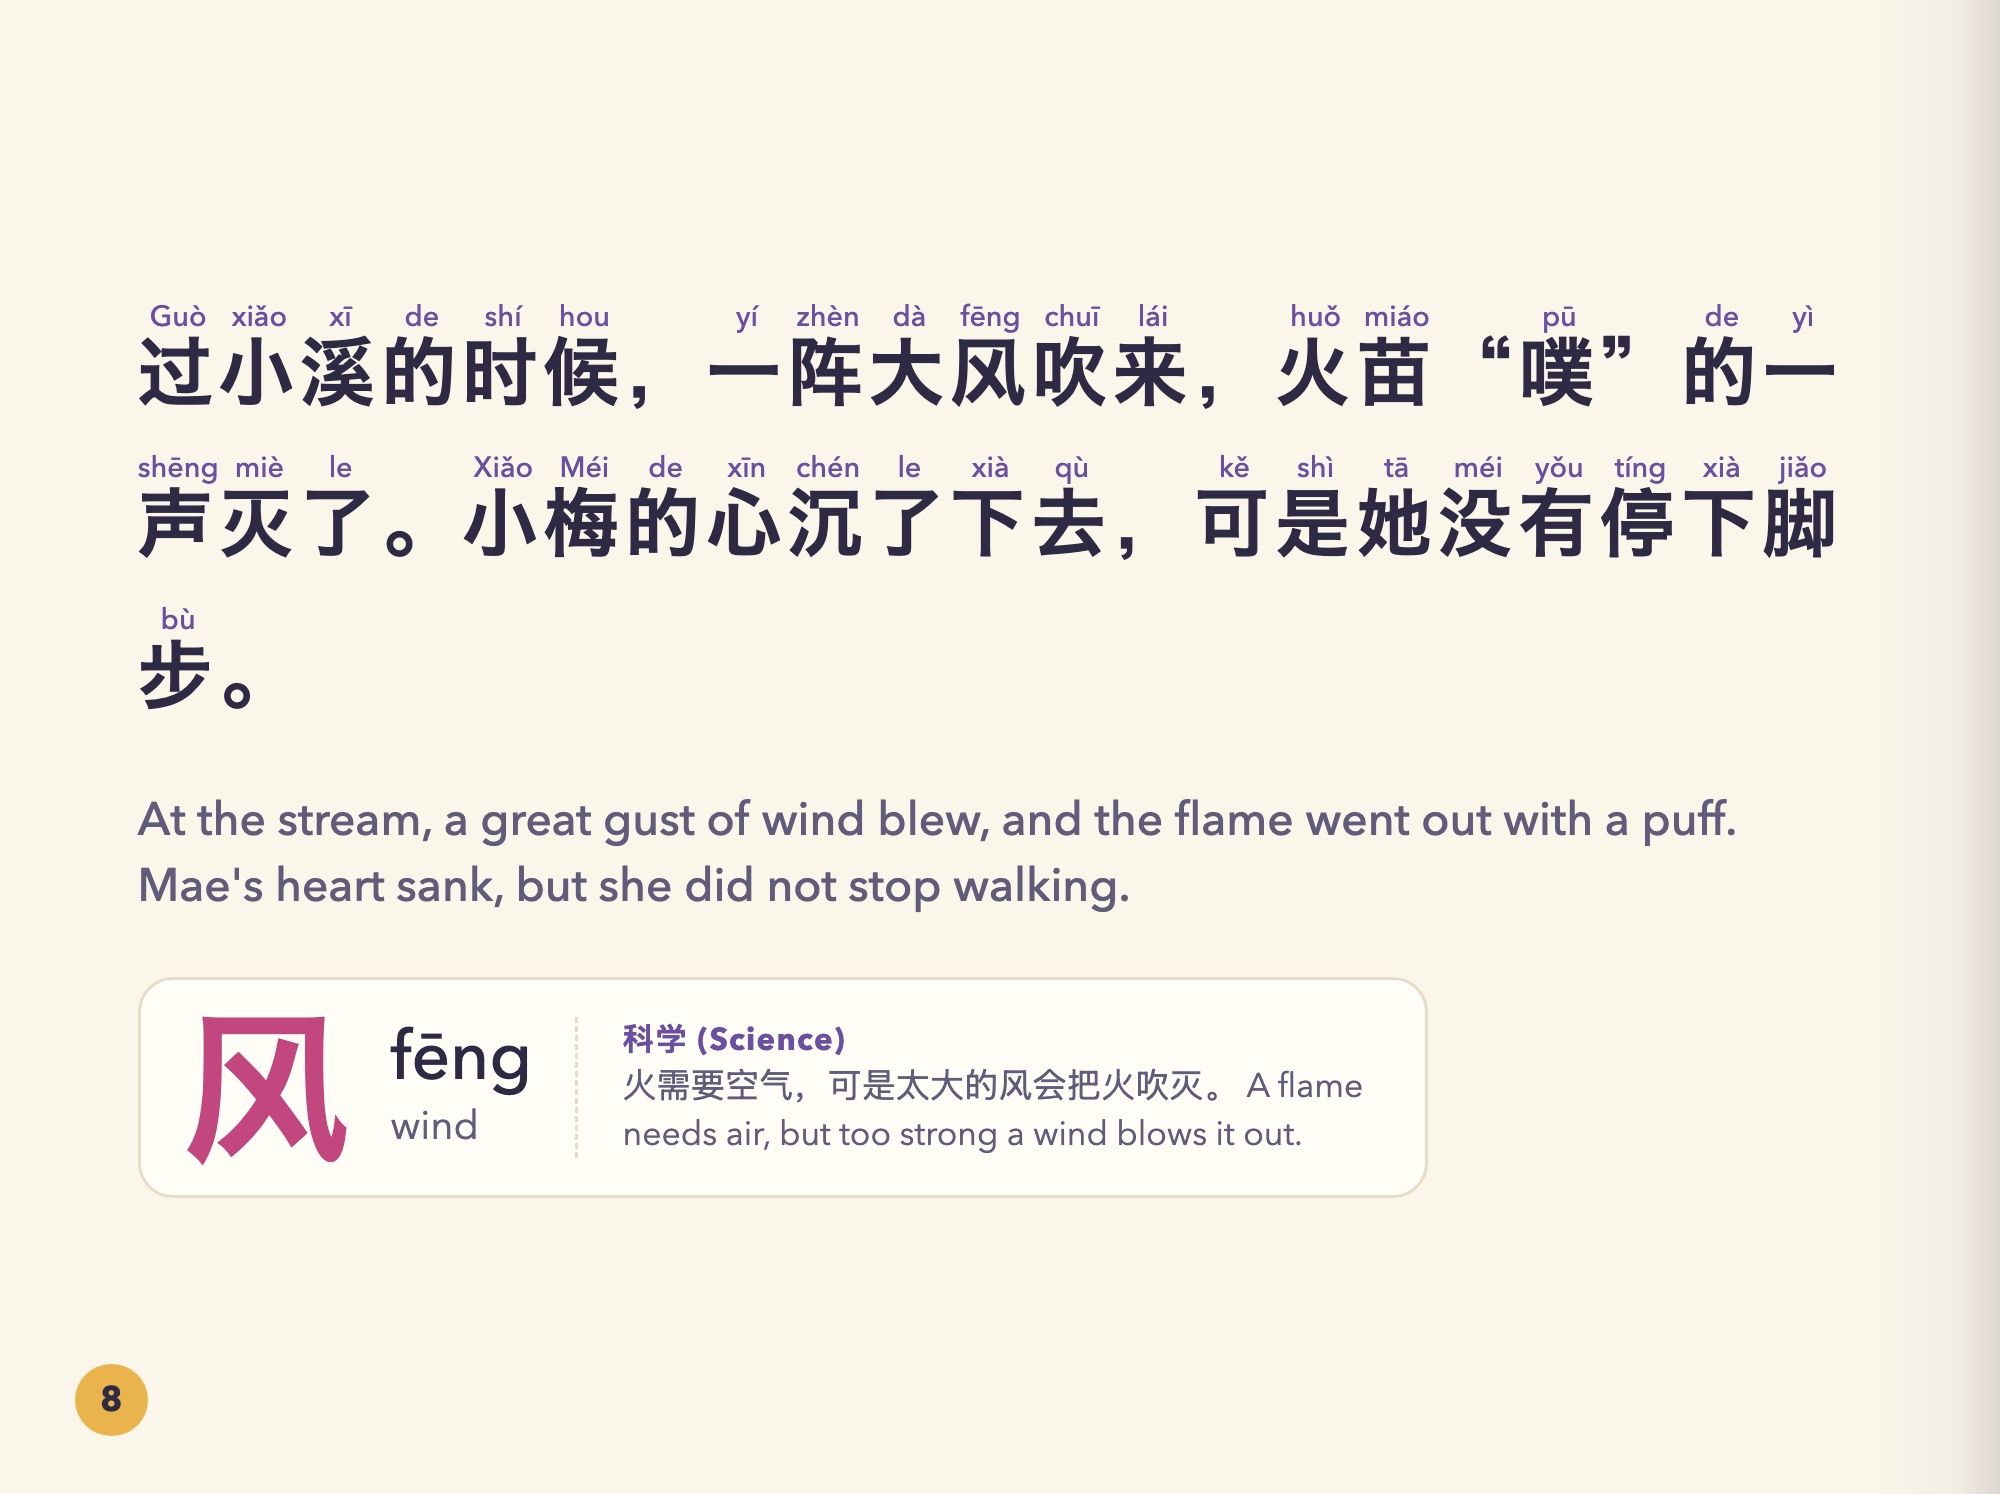 Guò xiǎo xī de shí hou yí zhèn dà fēng chuī lái huǒ miáo pū de yì
过小溪的时候，一阵大风吹来，火苗“噗”的一
shēng miè le Xiǎo Méi de xīn chén le xià qù kě shì tā méi yǒu tíng xià jiǎo
声灭了。小梅的心沉了下去，可是她没有停下脚
bù
步。
At the stream, a great gust of wind blew, and the flame went out with a puff.
Mae's heart sank, but she did not stop walking.
风
fēng
wind
科学 (Science)
火需要空气，可是太大的风会把火吹灭。 A flame
needs air, but too strong a wind blows it out.
8